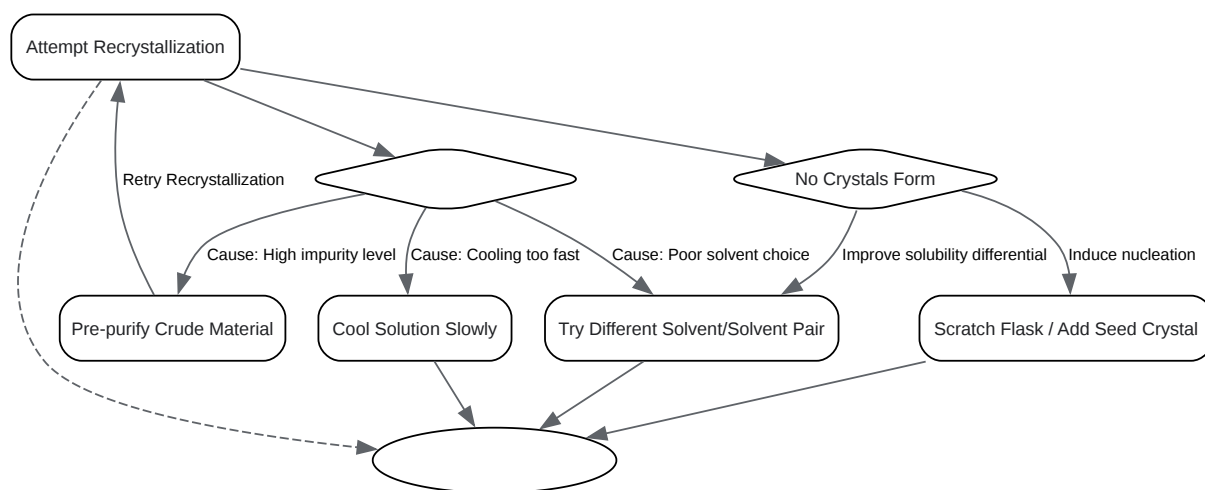 Attempt Recrystallization
Retry Recrystallization
No Crystals Form
Cause: High impurity level
Cause: Cooling too fast
Cause: Poor solvent choice
Improve solubility differential
Induce nucleation
Pre-purify Crude Material
Cool Solution Slowly
Try Different Solvent/Solvent Pair
Scratch Flask / Add Seed Crystal